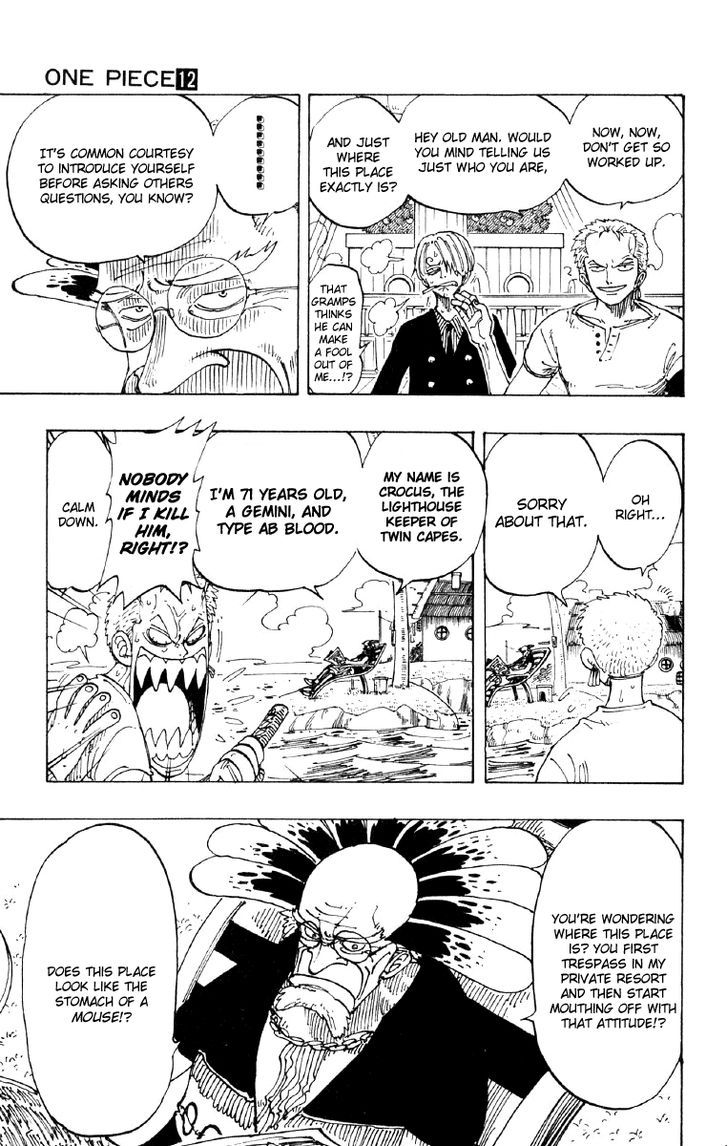 ONE PIECE 12
NOW, NOW,
DON'T GET SO
WORKED UP.
HEY OLD MAN. WOULD
YOU MIND TELLING US
JUST WHO YOU ARE,
AND JUST
WHERE
THIS PLACE
EXACTLY IS?
THAT
GRAMPS
THINKS
HE CAN
MAKE
A FOOL
OUT OF
ME...!?
.........
IT'S COMMON COURTESY
TO INTRODUCE YOURSELF
BEFORE ASKING OTHERS
QUESTIONS, YOU KNOW?
OH
RIGHT...
SORRY
ABOUT THAT.
MY NAME IS
CROCUS, THE
LIGHTHOUSE
KEEPER OF
TWIN CAPES.
I'M 71 YEARS OLD,
A GEMINI, AND
TYPE AB BLOOD.
NOBODY
MINDS
IF I KILL
HIM,
RIGHT!?
CALM
DOWN.
YOU'RE WONDERING
WHERE THIS PLACE
IS? YOU FIRST
TRESPASS IN MY
PRIVATE RESORT
AND THEN START
MOUTHING OFF WITH
THAT ATTITUDE!?
DOES THIS PLACE
LOOK LIKE THE
STOMACH OF A
MOUSE!?